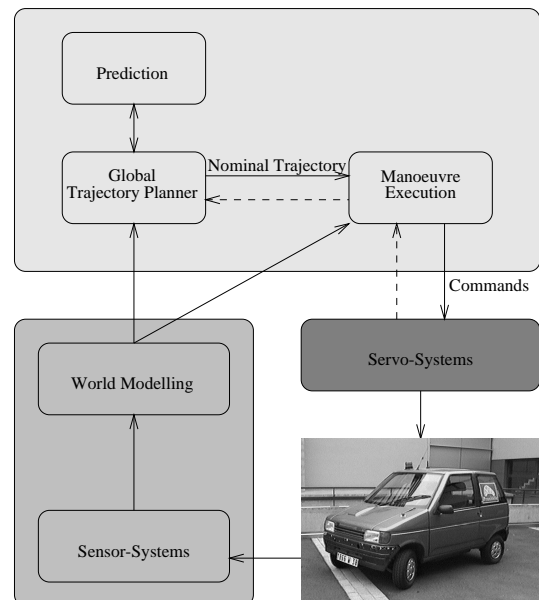 Prediction
Global
Trajectory Planner
Nominal Trajectory
Manoeuvre
Execution
Commands
World Modelling
Servo-Systems
Sensor-Systems